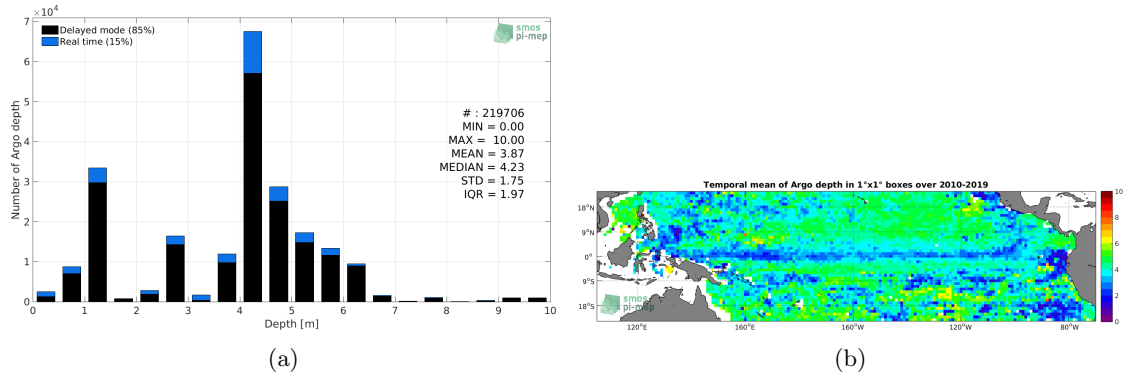 ×10⁴
7
6
5
4
3
2
1
0
Number of Argo depth
Delayed mode (85%)
Real time (15%)
smos
pi-mep
# : 219706
MIN = 0.00
MAX = 10.00
MEAN = 3.87
MEDIAN = 4.23
STD = 1.75
IQR = 1.97
0 1 2 3 4 5 6 7 8 9 10
Depth [m]
(a)
Temporal mean of Argo depth in 1°x1° boxes over 2010-2019
18°N
9°N
0°
9°S
18°S
smos
pi-mep
120°E 160°E 160°W 120°W 80°W
10
8
6
4
2
0
(b)